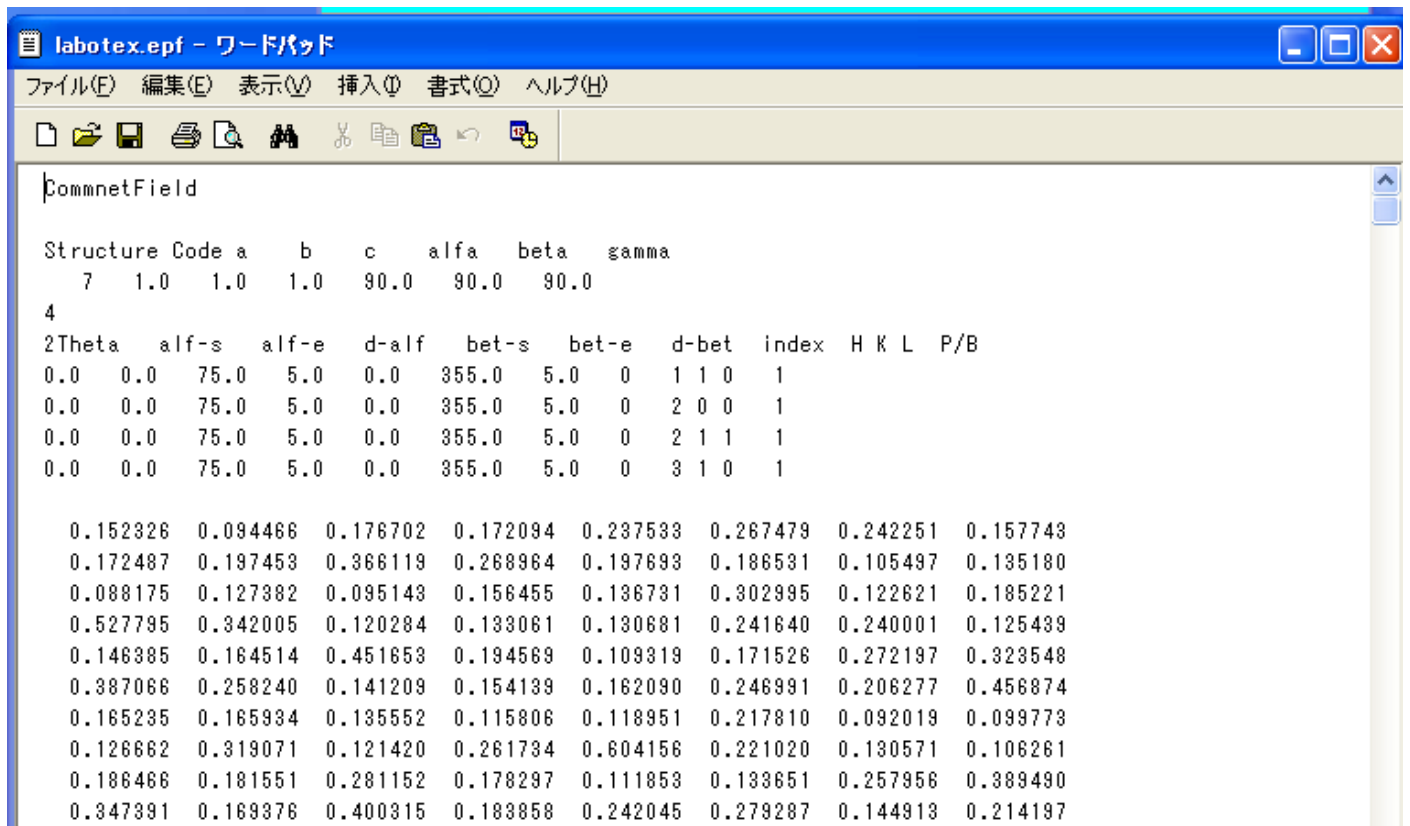 labotex.epf - ワードパッド
ファイル(F) 編集(E) 表示(V) 挿入(I) 書式(O) ヘルプ(H)
CommnetField
Structure Code a b c alfa beta gamma
7 1.0 1.0 1.0 90.0 90.0 90.0
4
2Theta alf-s alf-e d-alf bet-s bet-e d-bet index H K L P/B
0.0 0.0 75.0 5.0 0.0 355.0 5.0 0 1 1 0 1
0.0 0.0 75.0 5.0 0.0 355.0 5.0 0 2 0 0 1
0.0 0.0 75.0 5.0 0.0 355.0 5.0 0 2 1 1 1
0.0 0.0 75.0 5.0 0.0 355.0 5.0 0 3 1 0 1
0.152326 0.094466 0.176702 0.172094 0.237533 0.267479 0.242251 0.157743
0.172487 0.197453 0.366119 0.268964 0.197693 0.186531 0.105497 0.135180
0.088175 0.127382 0.095143 0.156455 0.136731 0.302995 0.122621 0.185221
0.527795 0.342005 0.120284 0.133061 0.130681 0.241640 0.240001 0.125439
0.146385 0.164514 0.451653 0.194569 0.109319 0.171526 0.272197 0.323548
0.387066 0.258240 0.141209 0.154139 0.162090 0.246991 0.206277 0.456874
0.165235 0.165934 0.135552 0.115806 0.118951 0.217810 0.092019 0.099773
0.126662 0.319071 0.121420 0.261734 0.604156 0.221020 0.130571 0.106261
0.186466 0.181551 0.281152 0.178297 0.111853 0.133651 0.257956 0.389490
0.347391 0.169376 0.400315 0.183858 0.242045 0.279287 0.144913 0.214197